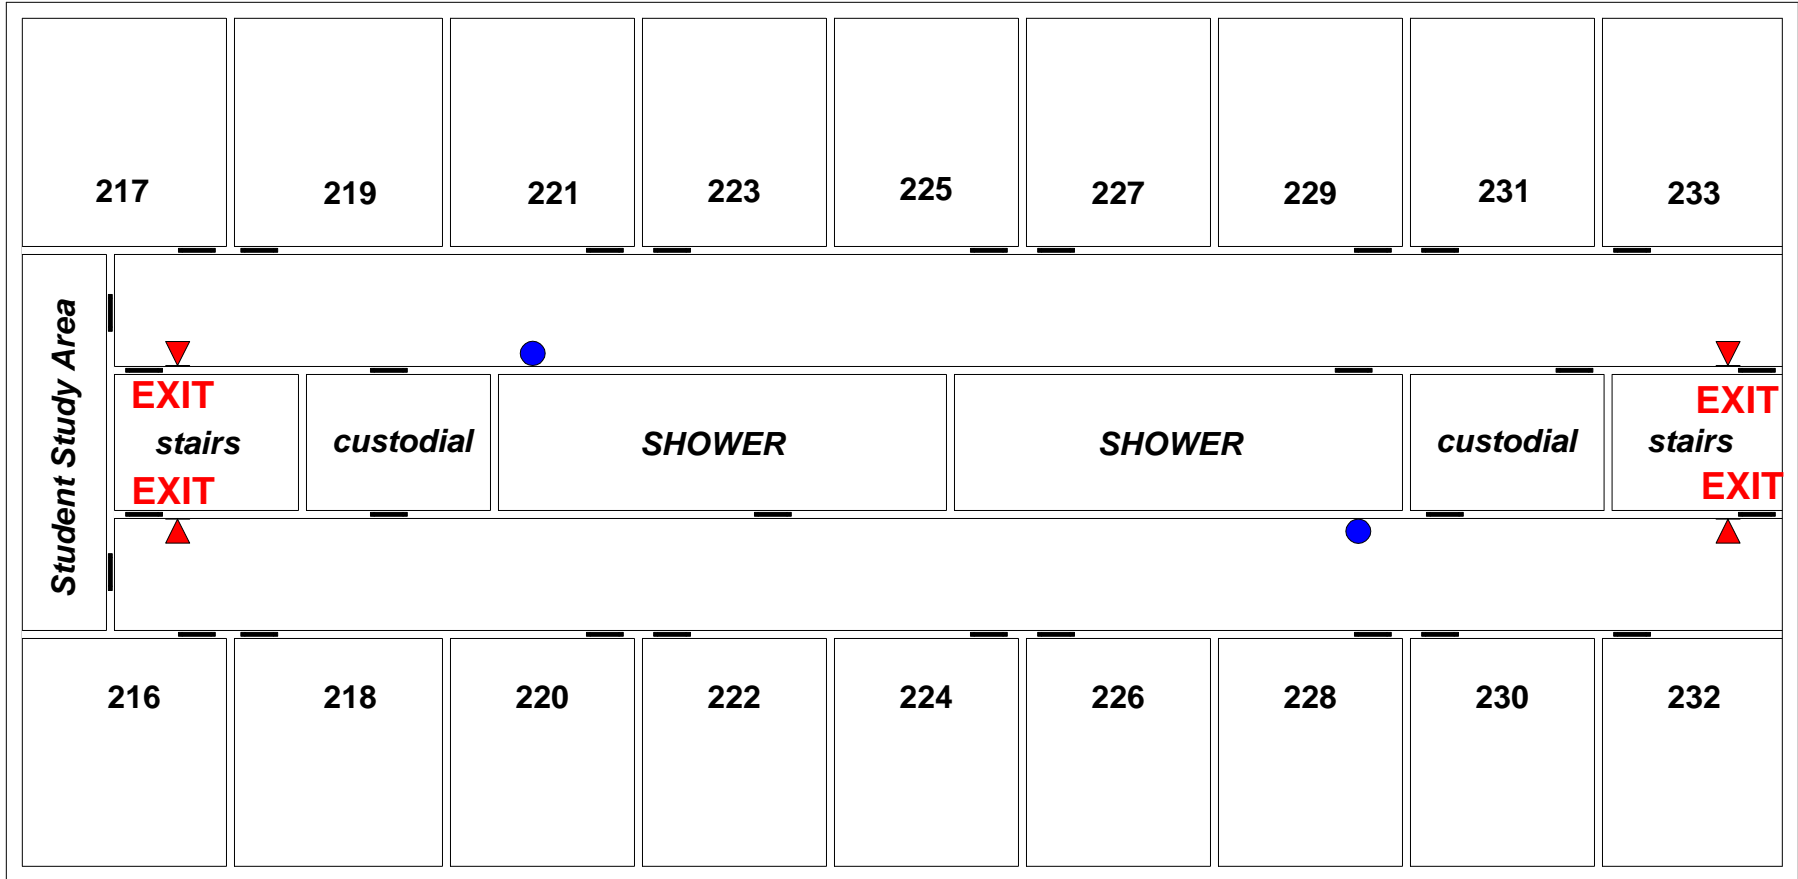 217 219 221 223 225 227 229 231 233
Student Study Area
EXIT
stairs
EXIT
custodial
SHOWER
SHOWER
custodial
EXIT
stairs
EXIT
216 218 220 222 224 226 228 230 232